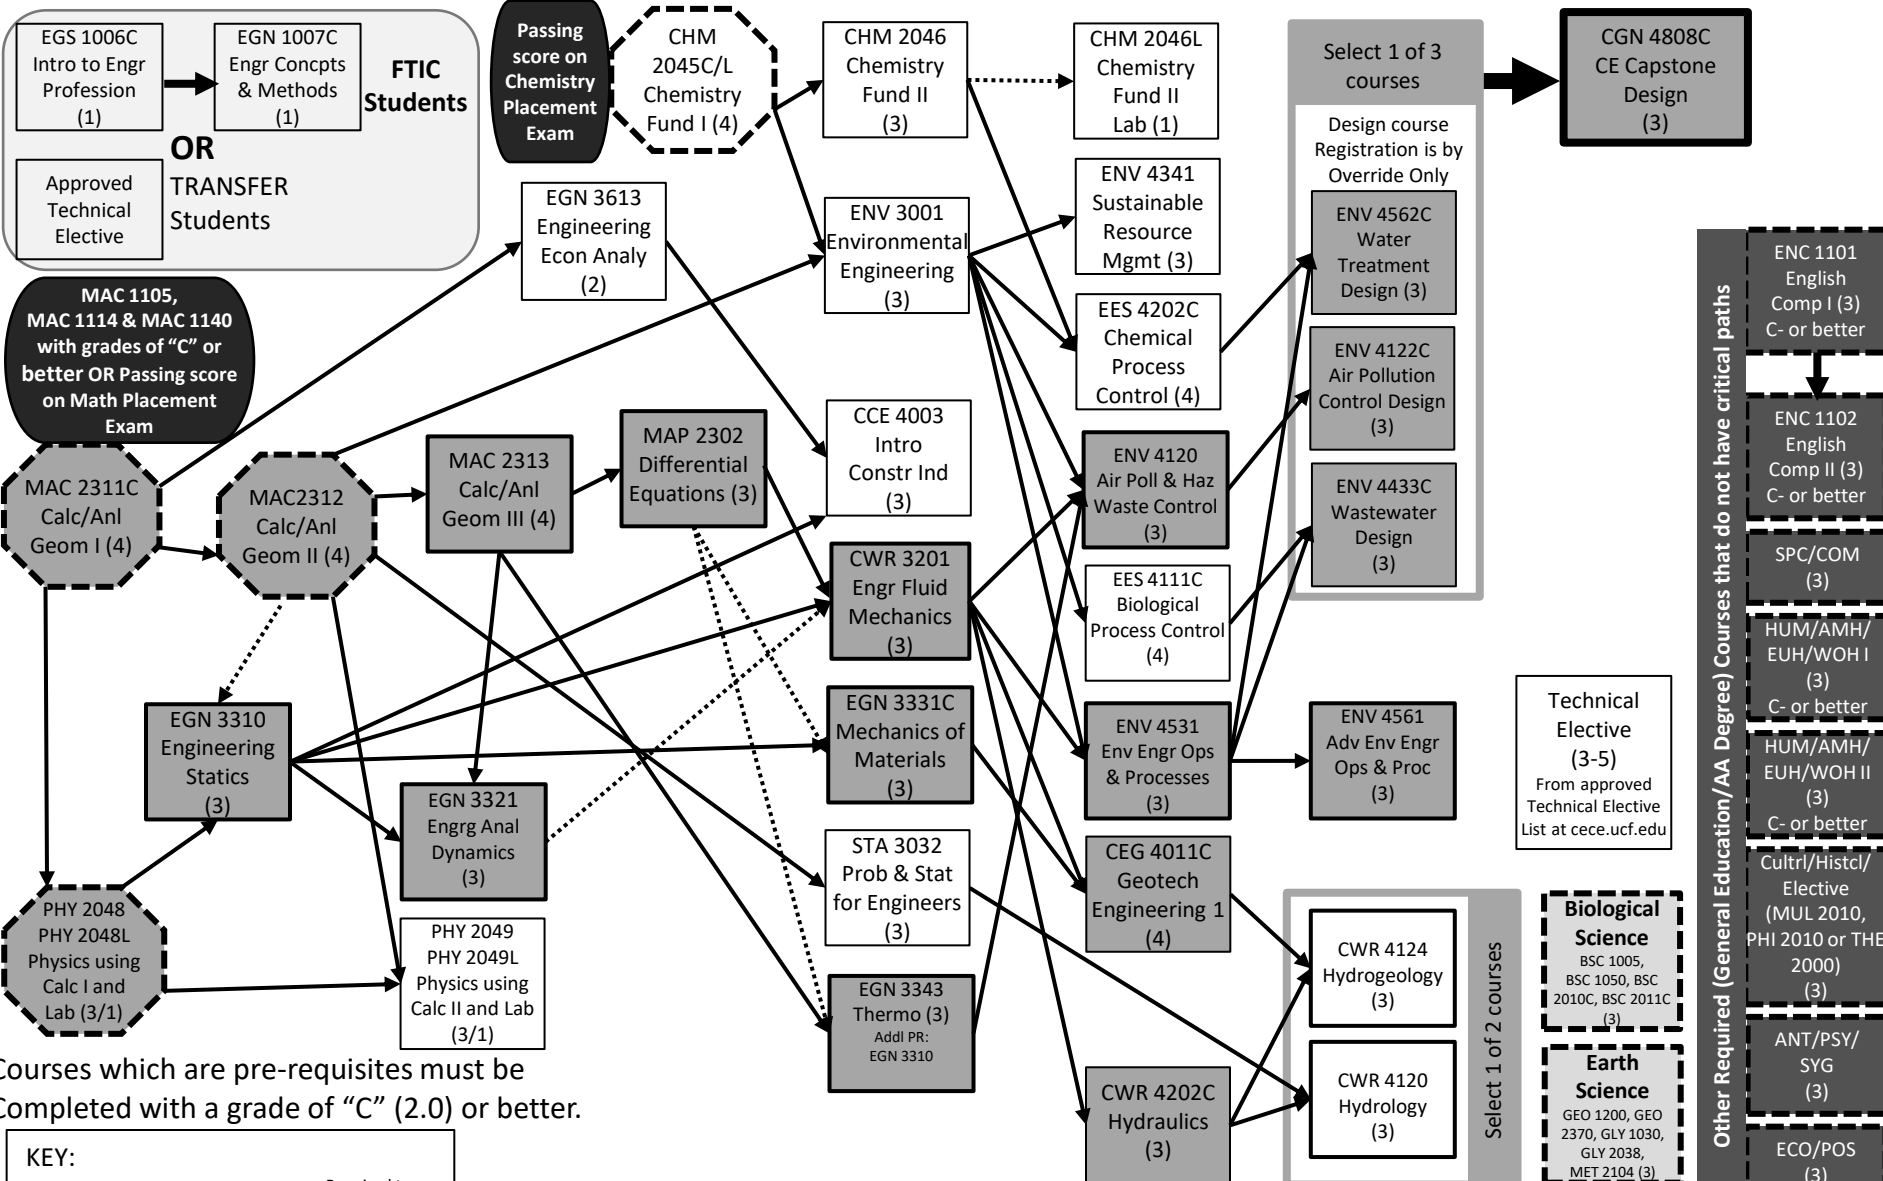 EGS 1006C
Intro to Engr
Profession
(1)
EGN 1007C
Engr Concpts
& Methods
(1)
FTIC
Students
OR
TRANSFER
Students
Approved
Technical
Elective
Passing
score on
Chemistry
Placement
Exam
CHM
2045C/L
Chemistry
Fund I (4)
CHM 2046
Chemistry
Fund II
(3)
CHM 2046L
Chemistry
Fund II
Lab (1)
Select 1 of 3
courses
Design course
Registration is by
Override Only
CGN 4808C
CE Capstone
Design
(3)
EGN 3613
Engineering
Econ Analy
(2)
ENV 3001
Environmental
Engineering
(3)
ENV 4341
Sustainable
Resource
Mgmt (3)
EES 4202C
Chemical
Process
Control (4)
ENV 4562C
Water
Treatment
Design (3)
ENV 4122C
Air Pollution
Control Design
(3)
ENV 4433C
Wastewater
Design
(3)
MAC 1105,
MAC 1114 & MAC 1140
with grades of “C” or
better OR Passing score
on Math Placement
Exam
MAC 2311C
Calc/Anl
Geom I (4)
MAC2312
Calc/Anl
Geom II (4)
MAC 2313
Calc/Anl
Geom III (4)
MAP 2302
Differential
Equations (3)
CCE 4003
Intro
Constr Ind
(3)
ENV 4120
Air Poll & Haz
Waste Control
(3)
CWR 3201
Engr Fluid
Mechanics
(3)
EES 4111C
Biological
Process Control
(4)
EGN 3310
Engineering
Statics
(3)
EGN 3331C
Mechanics of
Materials
(3)
ENV 4531
Env Engr Ops
& Processes
(3)
ENV 4561
Adv Env Engr
Ops & Proc
(3)
Technical
Elective
(3-5)
From approved
Technical Elective
List at cece.ucf.edu
EGN 3321
Engrg Anal
Dynamics
(3)
STA 3032
Prob & Stat
for Engineers
(3)
CEG 4011C
Geotech
Engineering 1
(4)
PHY 2048
PHY 2048L
Physics using
Calc I and
Lab (3/1)
PHY 2049
PHY 2049L
Physics using
Calc II and Lab
(3/1)
EGN 3343
Thermo (3)
Addl PR:
EGN 3310
CWR 4202C
Hydraulics
(3)
CWR 4124
Hydrogeology
(3)
CWR 4120
Hydrology
(3)
Select 1 of 2 courses
Biological
Science
BSC 1005,
BSC 1050, BSC
2010C, BSC 2011C
(3)
Earth
Science
GEO 1200, GEO
2370, GLY 1030,
GLY 2038,
MET 2104 (3)
Other Required (General Education/AA Degree) Courses that do not have critical paths
ENC 1101
English
Comp I (3)
C- or better
ENC 1102
English
Comp II (3)
C- or better
SPC/COM
(3)
HUM/AMH/
EUH/WOH I
(3)
C- or better
HUM/AMH/
EUH/WOH II
(3)
C- or better
Cultrl/Histcl/
Elective
(MUL 2010,
PHI 2010 or THE
2000)
(3)
ANT/PSY/
SYG
(3)
ECO/POS
(3)
Courses which are pre-requisites must be
Completed with a grade of “C” (2.0) or better.
KEY: